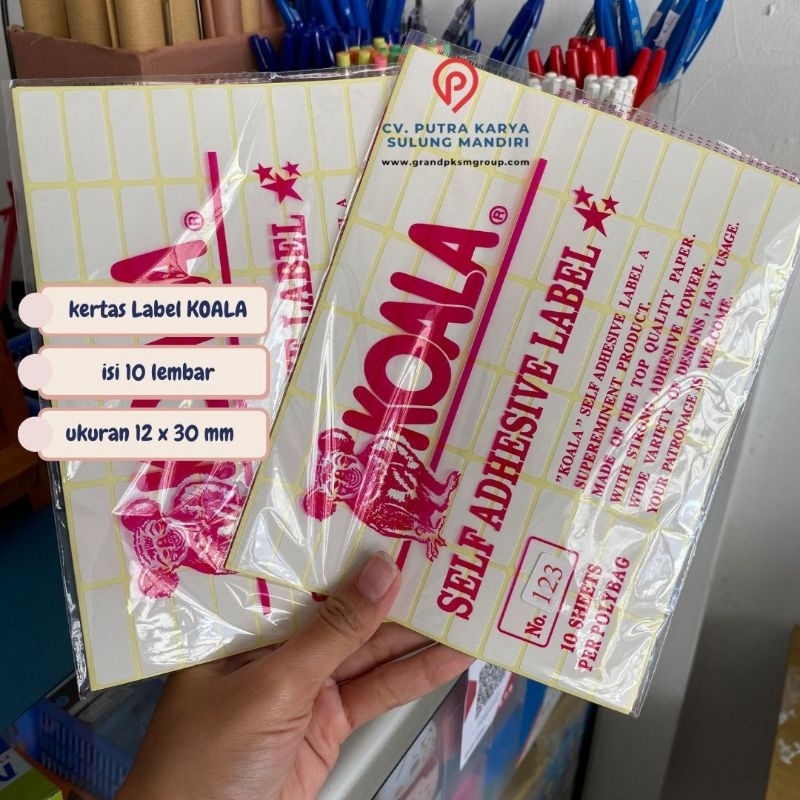 CV. PUTRA KARYA
SULUNG MANDIRI
www.grandpksmgroup.com
kertas Label KOALA
isi 10 lembar
ukuran 12 x 30 mm
LABEL
KOALA ®
SELF ADHESIVE LABEL
"KOALA" SELF ADHESIVE LABEL A
SUPEREMINENT PRODUCT.
MADE OF THE TOP QUALITY PAPER.
WITH STRONG ADHESIVE POWER.
WIDE VARIETY OF DESIGNS, EASY USAGE.
YOUR PATRONAGE IS WELCOME.
No. 123
10 SHEETS
PER POLYBAG